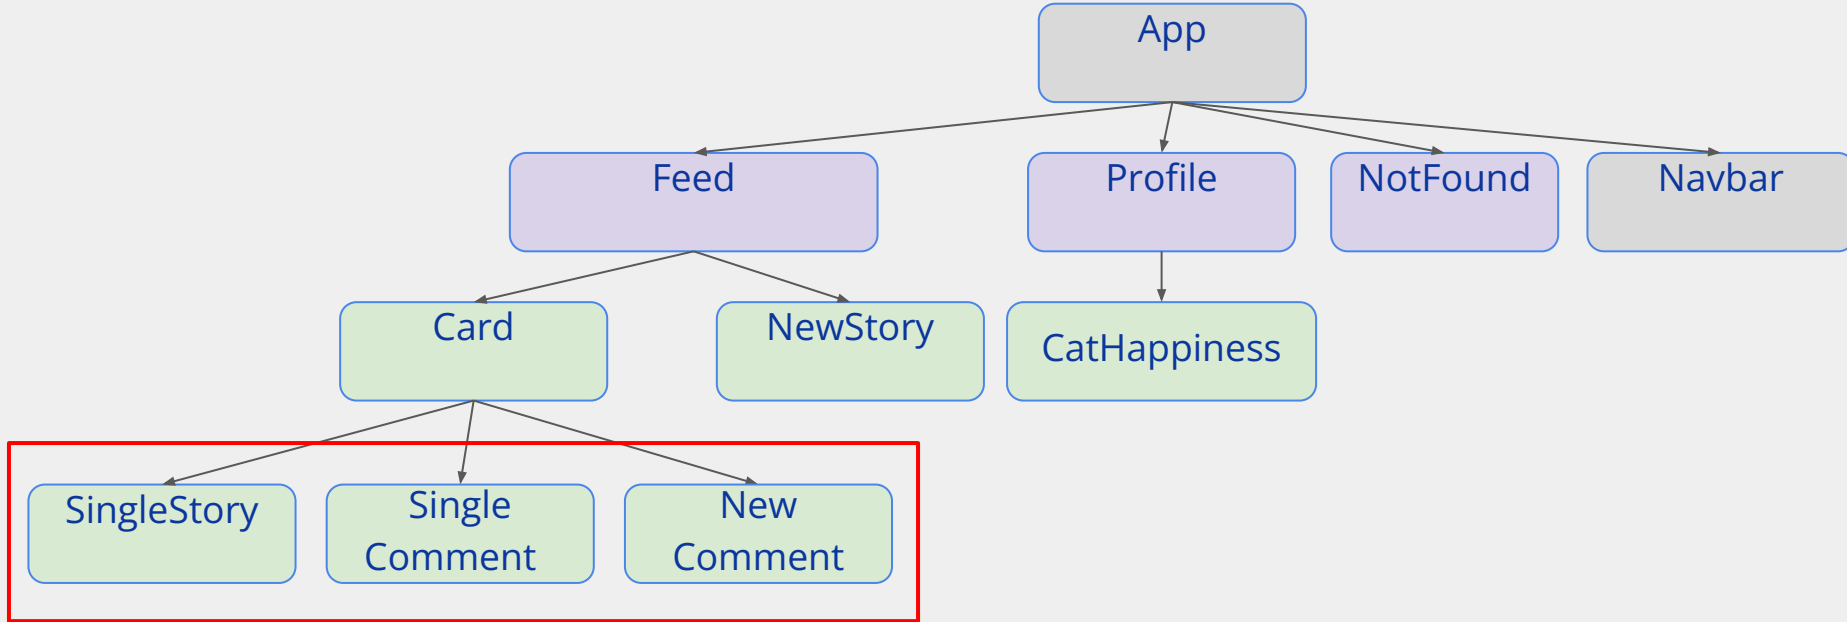 App
Feed
Profile
NotFound
Navbar
Card
NewStory
CatHappiness
SingleStory
Single
Comment
New
Comment